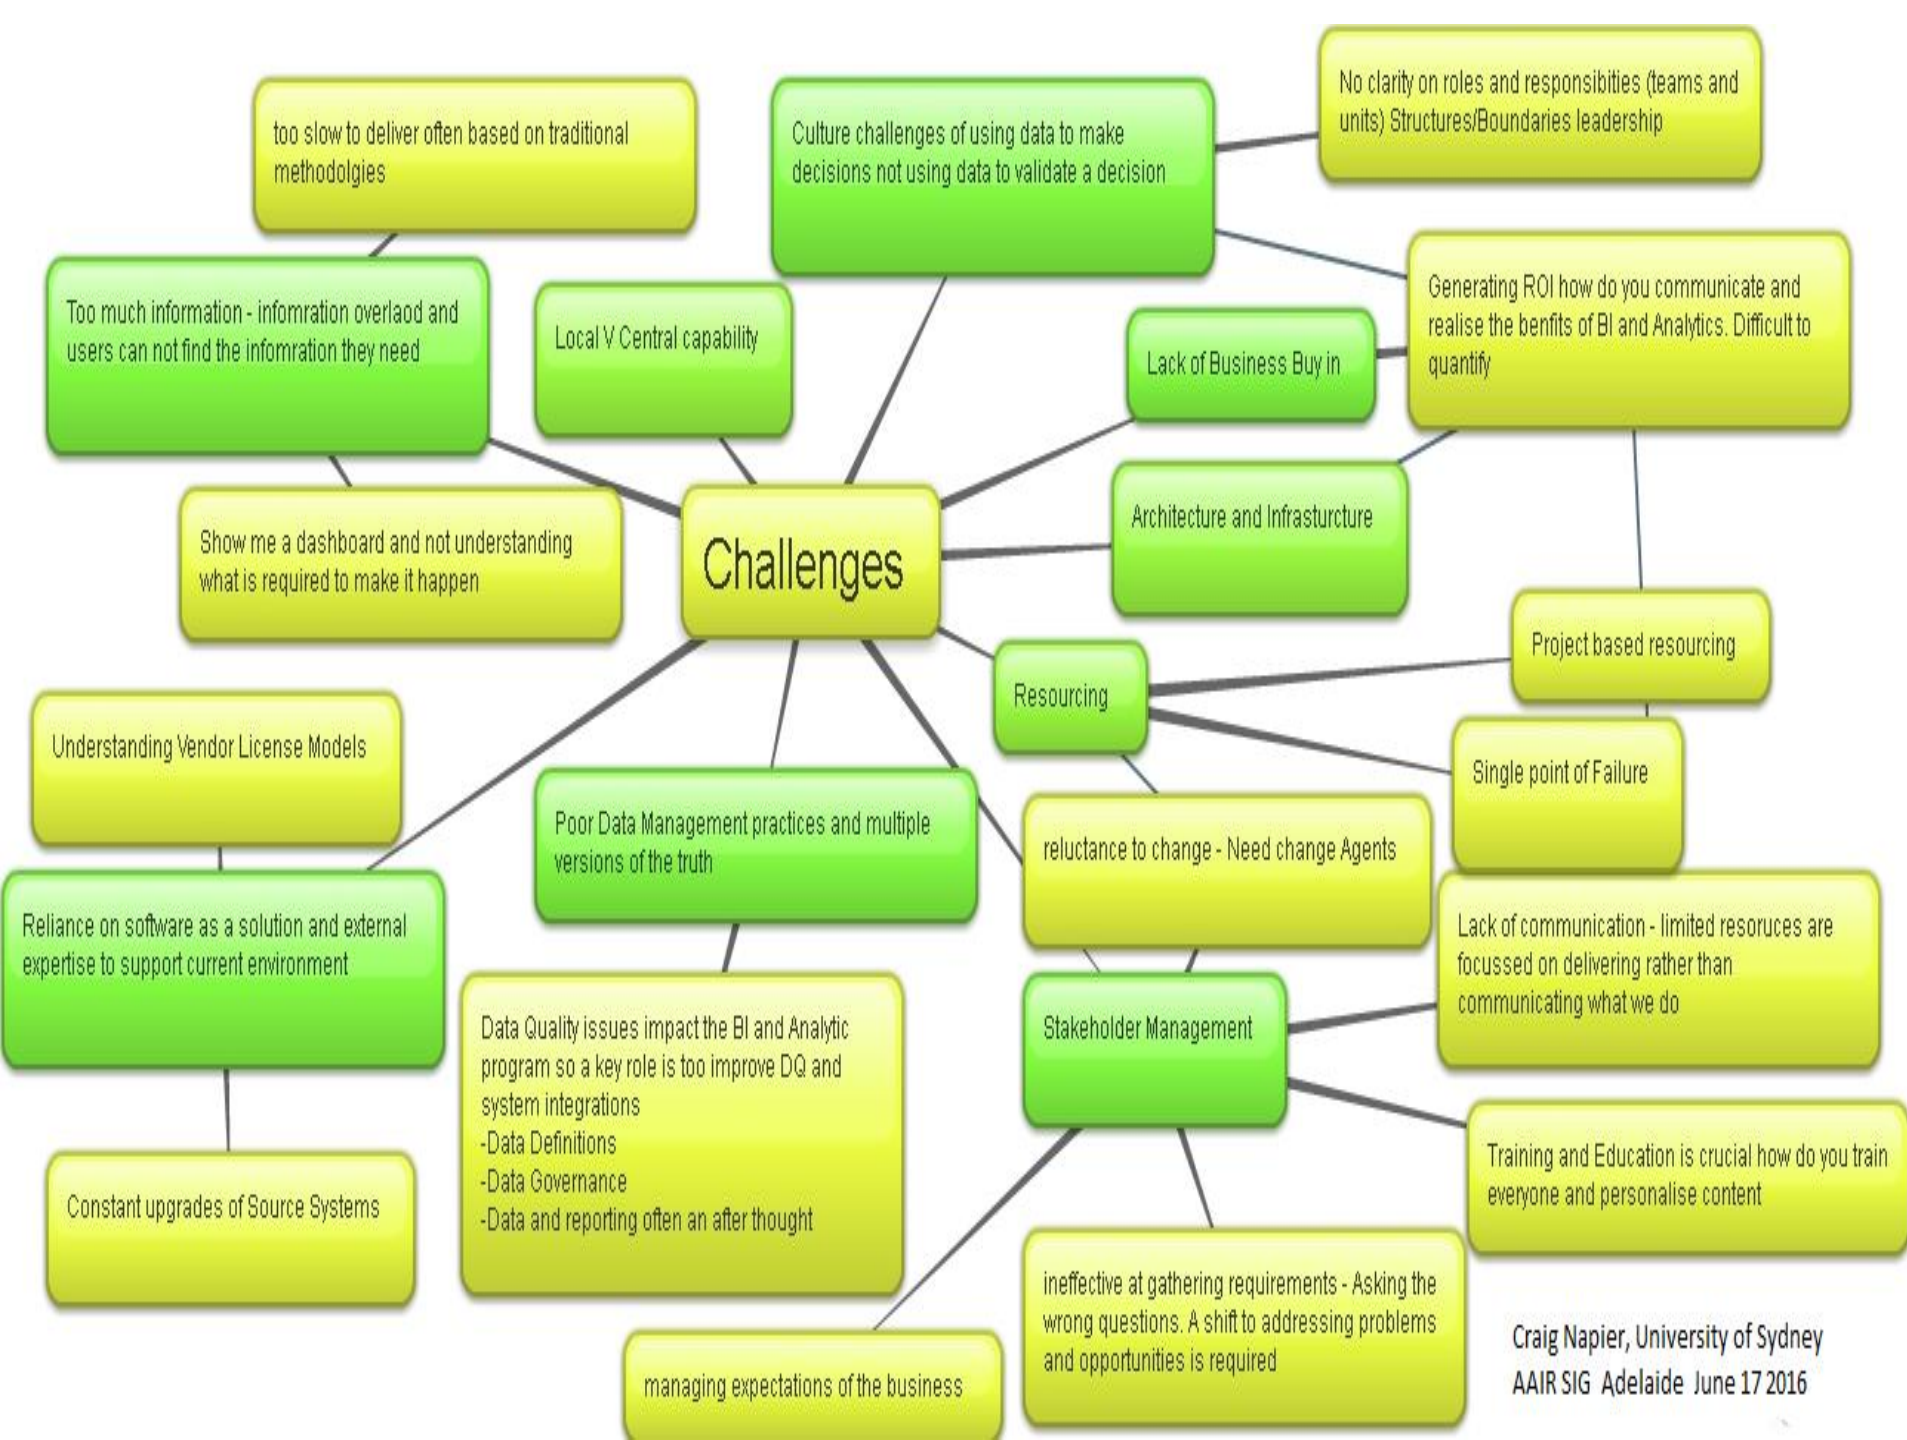 No clarity on roles and responsibities (teams and
units) Structures/Boundaries leadership
too slow to deliver often based on traditional
methodolgies
Culture challenges of using data to make
decisions not using data to validate a decision
Too much information - infomration overlaod and
users can not find the infomration they need
Local V Central capability
Generating ROI how do you communicate and
realise the benfits of BI and Analytics. Difficult to
quantify
Lack of Business Buy in
Architecture and Infrasturcture
Show me a dashboard and not understanding
what is required to make it happen
Challenges
Project based resourcing
Resourcing
Understanding Vendor License Models
Single point of Failure
Poor Data Management practices and multiple
versions of the truth
reluctance to change - Need change Agents
Reliance on software as a solution and external
expertise to support current environment
Lack of communication - limited resoruces are
focussed on delivering rather than
communicating what we do
Data Quality issues impact the BI and Analytic
program so a key role is too improve DQ and
system integrations
-Data Definitions
-Data Governance
-Data and reporting often an after thought
Stakeholder Management
Training and Education is crucial how do you train
everyone and personalise content
Constant upgrades of Source Systems
ineffective at gathering requirements - Asking the
wrong questions. A shift to addressing problems
and opportunities is required
managing expectations of the business
Craig Napier, University of Sydney
AAIR SIG Adelaide June 17 2016